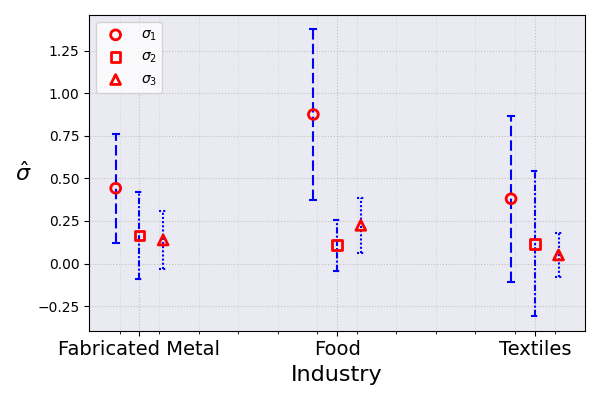 σ₁
σ₂
σ₃
1.25
1.00
0.75
0.50
0.25
0.00
−0.25
σ̂
Fabricated Metal Food Textiles
Industry